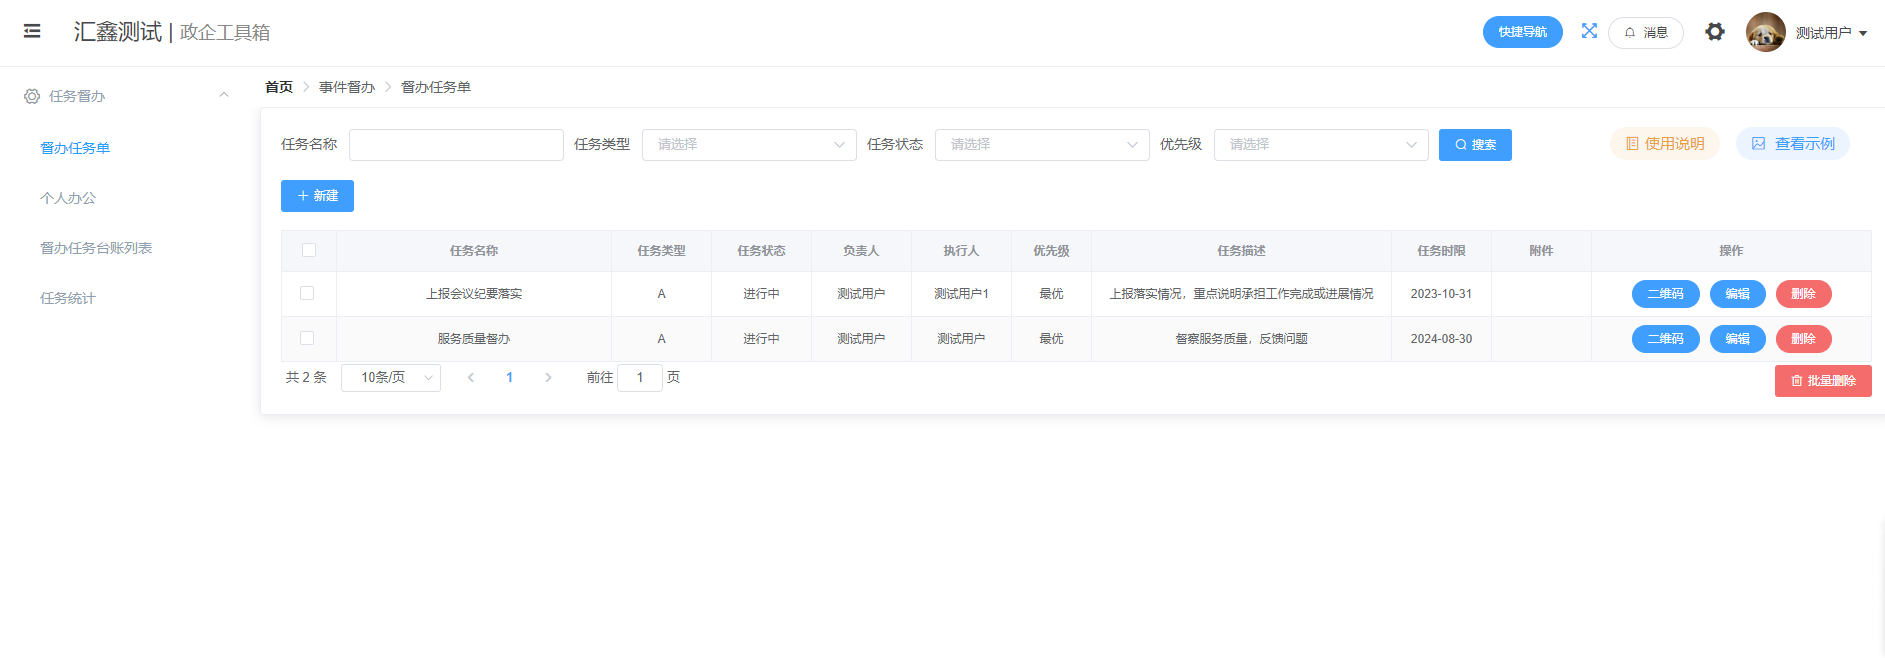 汇鑫测试 | 政企工具箱
快捷导航
消息
测试用户
任务督办
督办任务单
个人办公
督办任务台账列表
任务统计
首页 > 事件督办 > 督办任务单
任务名称 任务类型 请选择 任务状态 请选择 优先级 请选择 搜索 使用说明 查看示例
新建
任务名称 任务类型 任务状态 负责人 执行人 优先级 任务描述 任务时限 附件 操作
上报会议纪要落实 A 进行中 测试用户 测试用户1 最优 上报落实情况，重点说明承担工作完成或进展情况 2023-10-31 二维码 编辑 删除
服务质量督办 A 进行中 测试用户 测试用户 最优 督察服务质量，反馈问题 2024-08-30 二维码 编辑 删除
共 2 条 10条/页 < 1 > 前往 1 页
批量删除